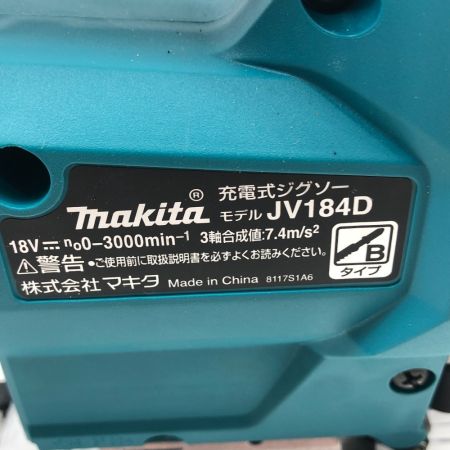 makita® 充電式ジグソー
モデル JV184D
18V⎓ n₀0-3000min⁻¹ 3軸合成値:7.4m/s²
⚠警告・ご使用前に取扱説明書を必ずよくお読みください。
株式会社 マキタ Made in China 8117S1A6
B
タイプ